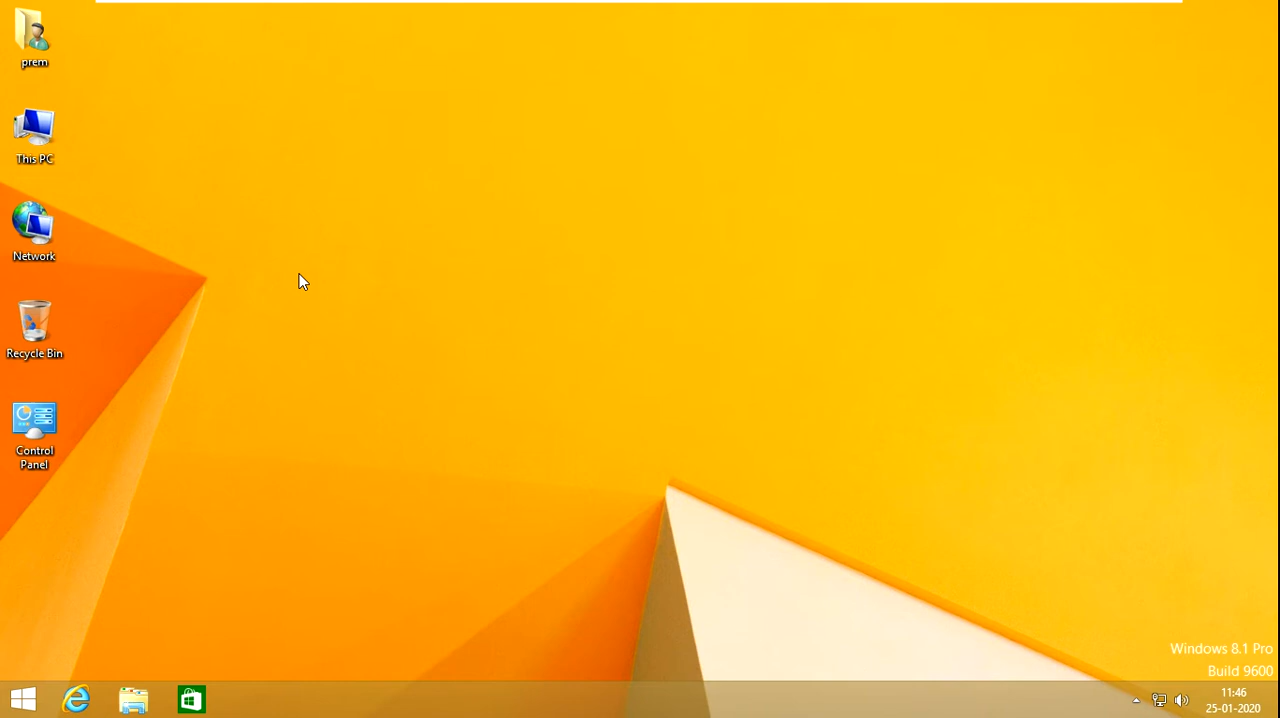 prem
This PC
Network
Recycle Bin
Control
Panel
Windows 8.1 Pro
Build 9600
11:46
25-01-2020